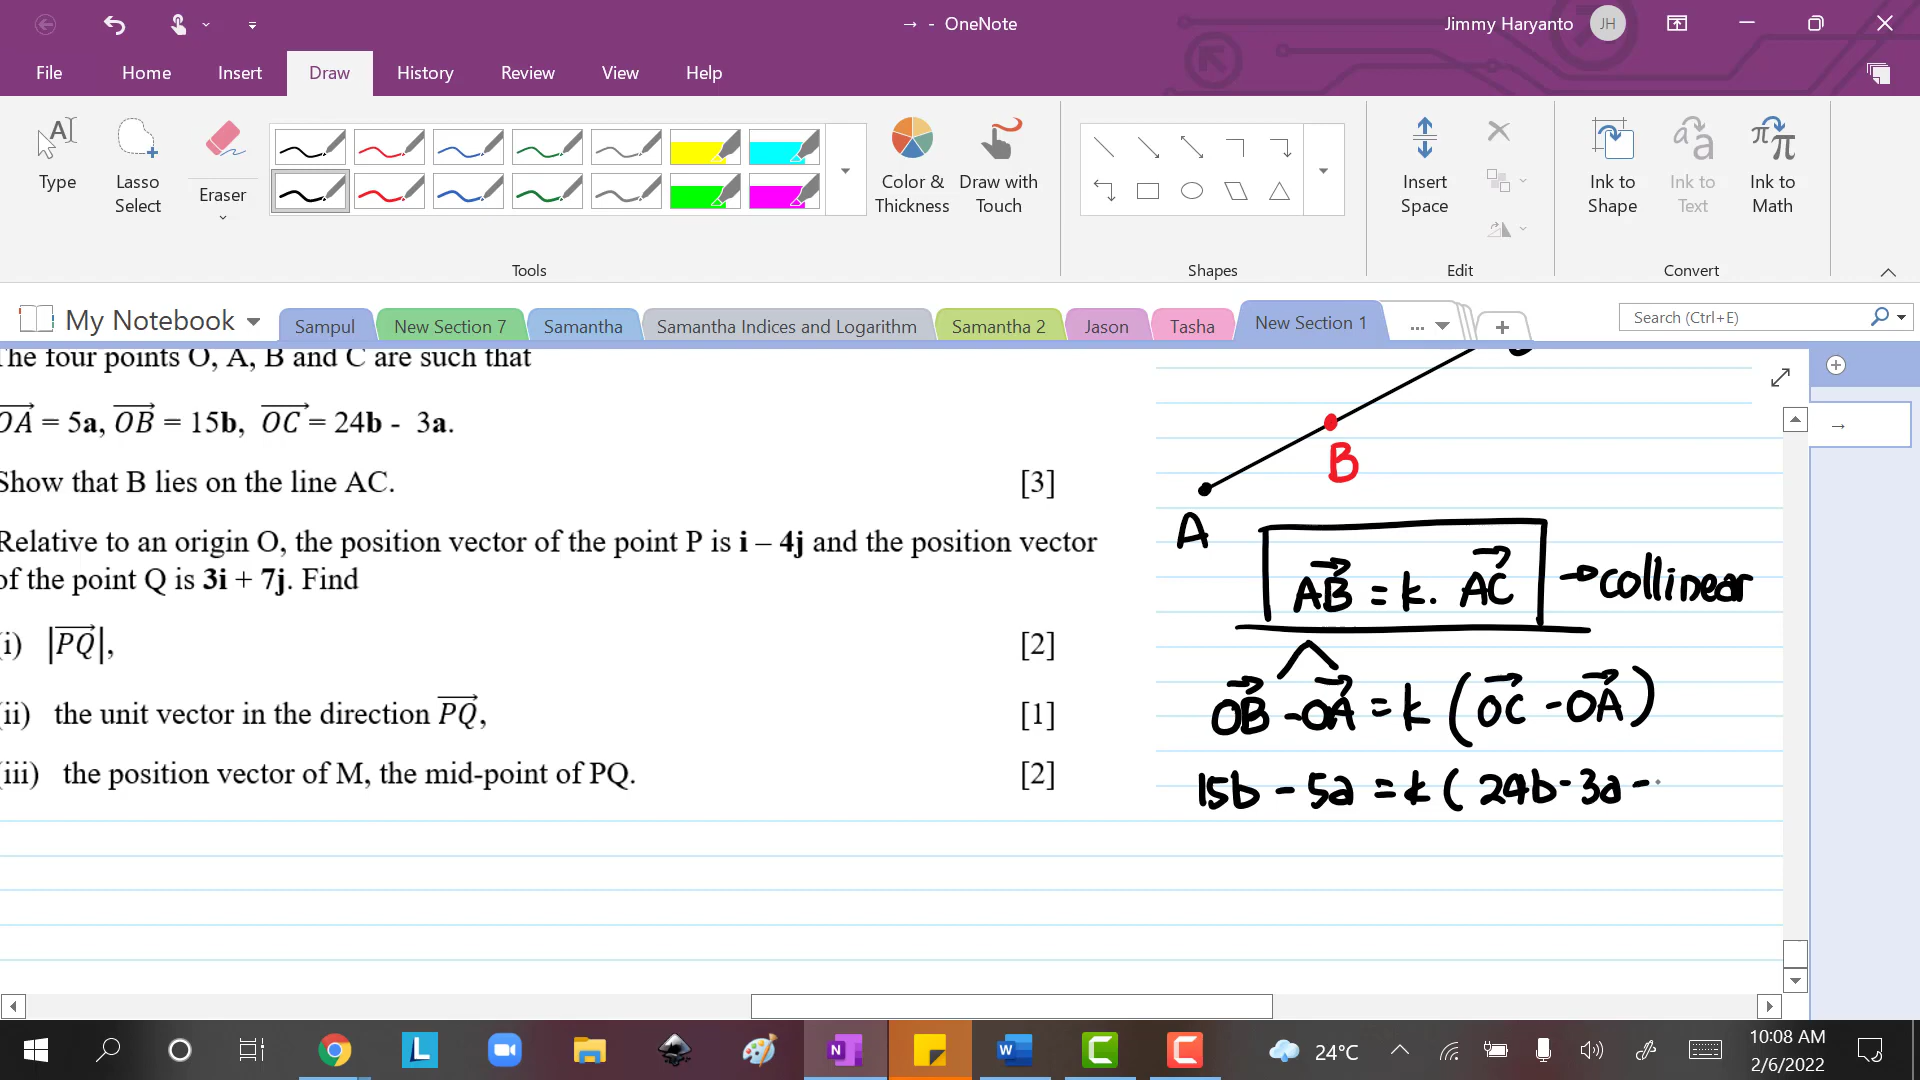 → - OneNote
Jimmy Haryanto
JH
File Home Insert Draw History Review View Help
Type
Lasso Select
Eraser
Color & Thickness
Draw with Touch
Insert Space
Ink to Shape
Ink to Text
Ink to Math
Tools
Shapes
Edit
Convert
My Notebook
Sampul
New Section 7
Samantha
Samantha Indices and Logarithm
Samantha 2
Jason
Tasha
New Section 1
...
Search (Ctrl+E)
The four points O, A, B and C are such that
OA = 5a, OB = 15b, OC = 24b - 3a.
Show that B lies on the line AC. [3]
Relative to an origin O, the position vector of the point P is i – 4j and the position vector
of the point Q is 3i + 7j. Find
(i) |PQ|, [2]
(ii) the unit vector in the direction PQ, [1]
(iii) the position vector of M, the mid-point of PQ. [2]
B
A
AB = k. AC → collinear
OB - OA = k (OC - OA)
15b - 5a = k ( 24b - 3a -
→
24°C
10:08 AM
2/6/2022